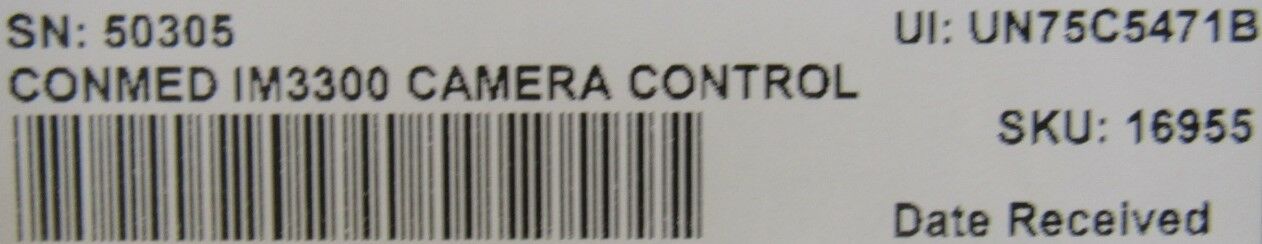 SN: 50305
UI: UN75C5471B
CONMED IM3300 CAMERA CONTROL
SKU: 16955
Date Received